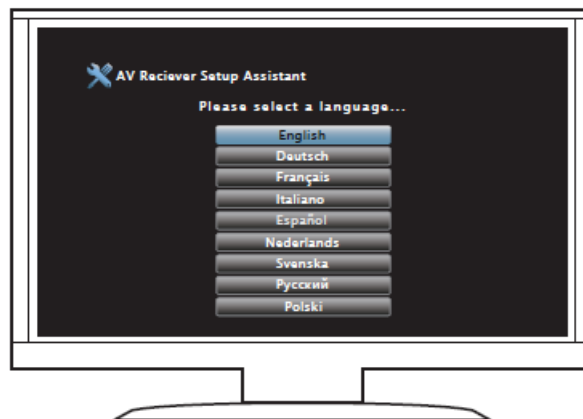 AV Reciever Setup Assistant
Please select a language...
English
Deutsch
Français
Italiano
Español
Nederlands
Svenska
Русский
Polski